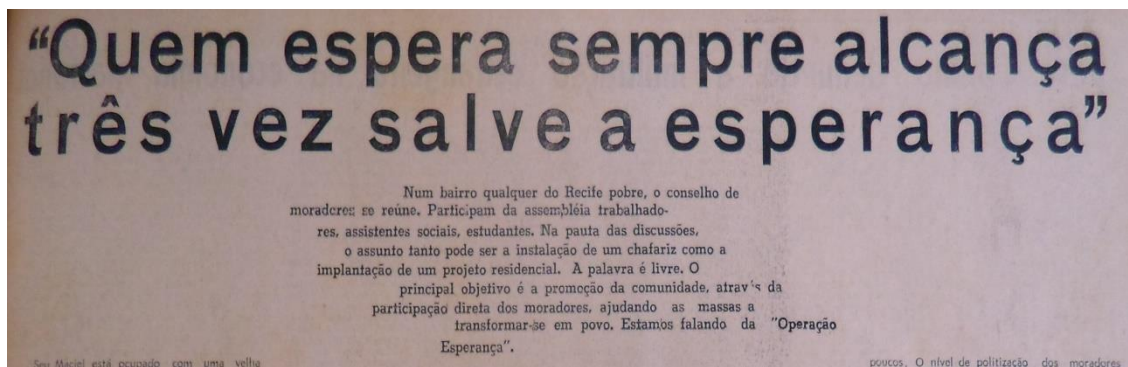 “Quem espera sempre alcança
três vez salve a esperança”
Num bairro qualquer do Recife pobre, o conselho de
moradores se reúne. Participam da assembléia trabalhado-
res, assistentes sociais, estudantes. Na pauta das discussões,
o assunto tanto pode ser a instalação de um chafariz como a
implantação de um projeto residencial. A palavra é livre. O
principal objetivo é a promoção da comunidade, através da
participação direta dos moradores, ajudando as massas a
transformar-se em povo. Estamos falando da "Operação
Esperança".
Seu Maciel está ocupado com uma velha
poucos. O nível de politização dos moradores